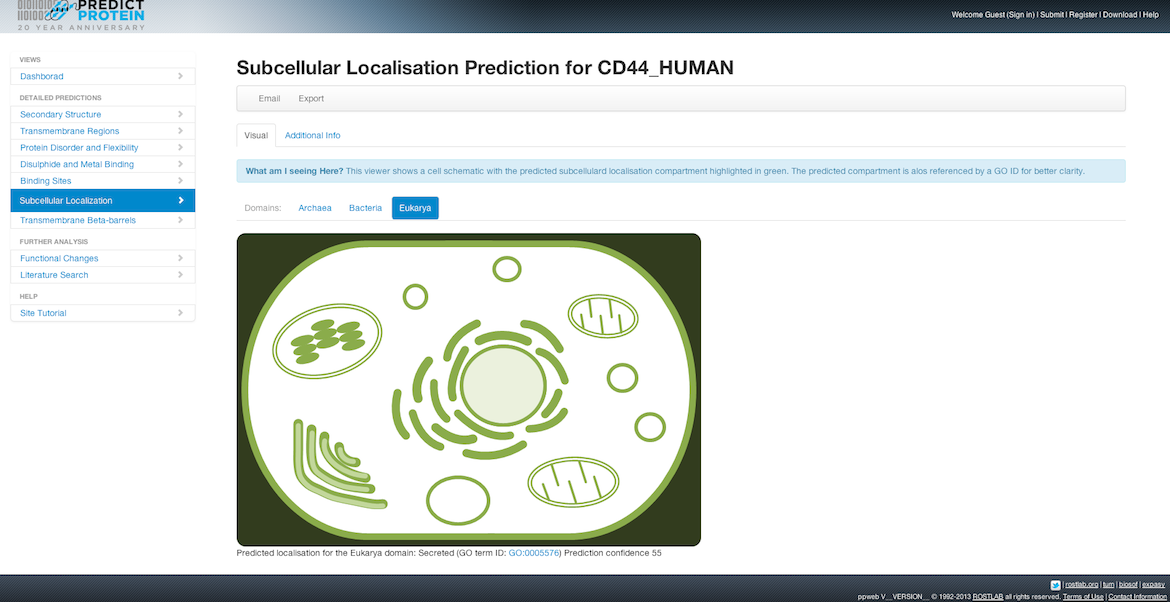 PREDICT
PROTEIN
20 YEAR ANNIVERSARY
Welcome Guest (Sign in) | Submit | Register | Download | Help
VIEWS
Dashborad
DETAILED PREDICTIONS
Secondary Structure
Transmembrane Regions
Protein Disorder and Flexibility
Disulphide and Metal Binding
Binding Sites
Subcellular Localization
Transmembrane Beta-barrels
FURTHER ANALYSIS
Functional Changes
Literature Search
HELP
Site Tutorial
Subcellular Localisation Prediction for CD44_HUMAN
Email Export
Visual Additional Info
What am I seeing Here? This viewer shows a cell schematic with the predicted subcellulard localisation compartment highlighted in green. The predicted compartment is alos referenced by a GO ID for better clarity.
Domains: Archaea Bacteria Eukarya
Predicted localisation for the Eukarya domain: Secreted (GO term ID: GO:0005576) Prediction confidence 55
rostlab.org | tum | biosof | expasy
ppweb V__VERSION__ © 1992-2013 ROSTLAB all rights reserved. Terms of Use | Contact Information